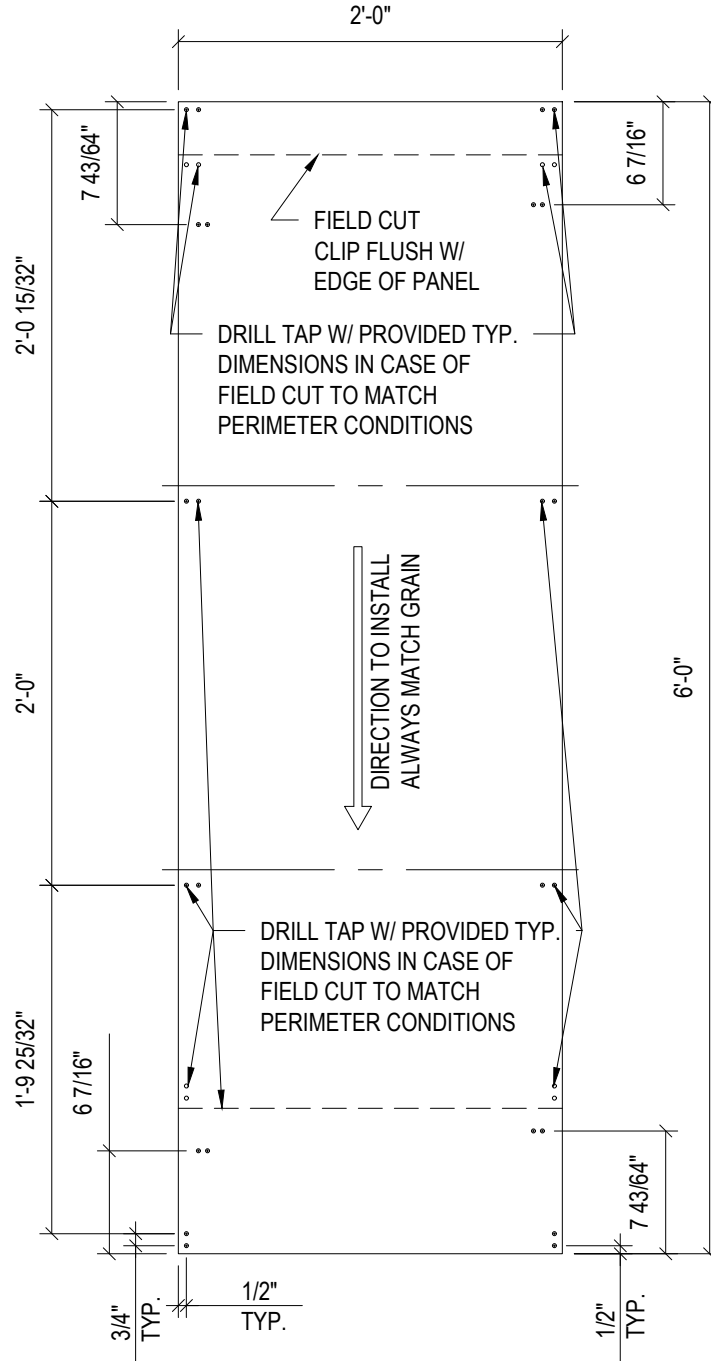 2'-0"
7 43/64"
6 7/16"
2'-0 15/32"
FIELD CUT
CLIP FLUSH W/
EDGE OF PANEL
DRILL TAP W/ PROVIDED TYP.
DIMENSIONS IN CASE OF
FIELD CUT TO MATCH
PERIMETER CONDITIONS
2'-0"
DIRECTION TO INSTALL
ALWAYS MATCH GRAIN
6'-0"
DRILL TAP W/ PROVIDED TYP.
DIMENSIONS IN CASE OF
FIELD CUT TO MATCH
PERIMETER CONDITIONS
1'-9 25/32"
6 7/16"
7 43/64"
3/4"
TYP.
1/2"
TYP.
1/2"
TYP.